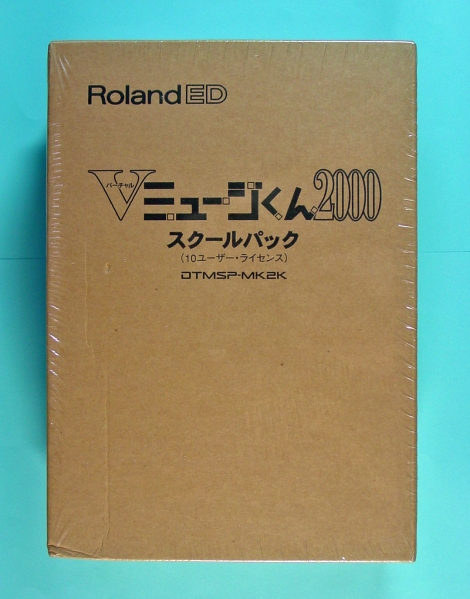 Roland ED
Vバーチャルミュージくん2000
スクールパック
(10ユーザー・ライセンス)
DTMSP-MK2K